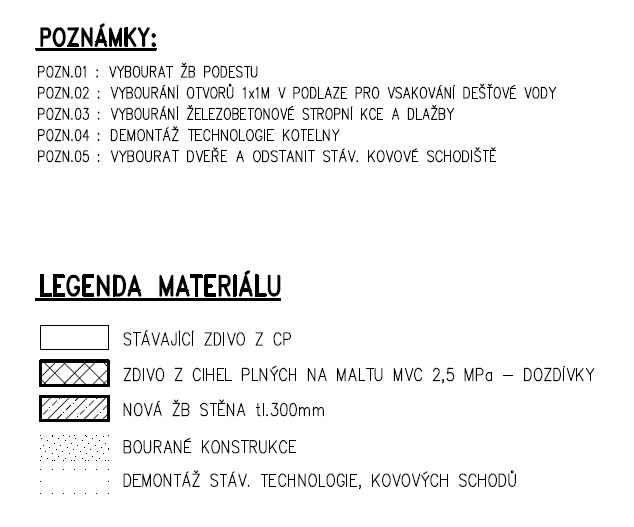 POZNÁMKY:
POZN.01 : VYBOURAT ŽB PODESTU
POZN.02 : VYBOURÁNÍ OTVORŮ 1x1M V PODLAZE PRO VSAKOVÁNÍ DEŠŤOVÉ VODY
POZN.03 : VYBOURÁNÍ ŽELEZOBETONOVÉ STROPNÍ KCE A DLAŽBY
POZN.04 : DEMONTÁŽ TECHNOLOGIE KOTELNY
POZN.05 : VYBOURAT DVEŘE A ODSTANIT STÁV. KOVOVÉ SCHODIŠTĚ
LEGENDA MATERIÁLU
STÁVAJÍCÍ ZDIVO Z CP
ZDIVO Z CIHEL PLNÝCH NA MALTU MVC 2,5 MPa – DOZDÍVKY
NOVÁ ŽB STĚNA tl.300mm
BOURANÉ KONSTRUKCE
DEMONTÁŽ STÁV. TECHNOLOGIE, KOVOVÝCH SCHODŮ